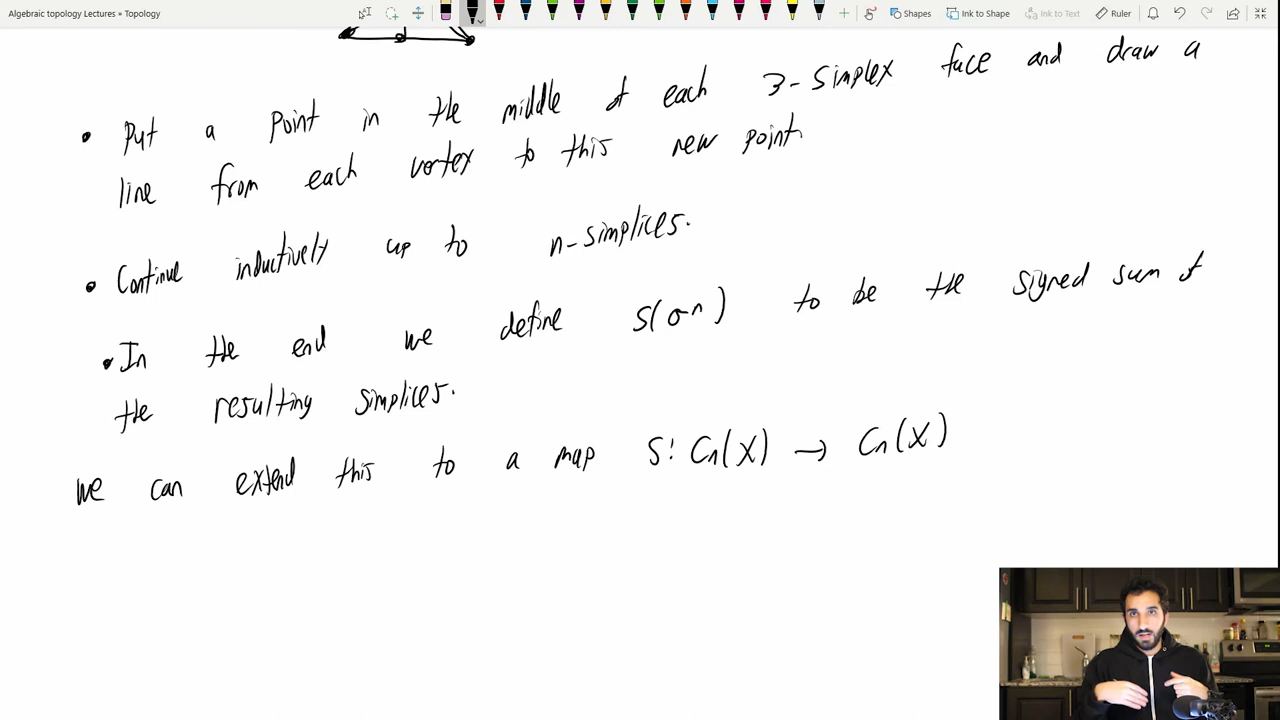 Algebraic topology Lectures » Topology
Shapes
Ink to Shape
Ink to Text
Ruler
• Put a point in the middle of each 3-simplex face and draw a
line from each vertex to this new point
• Continue inductively up to n-simplices.
• In the end we define S(σn) to be the signed sum of
the resulting simplices.
we can extend this to a map S: Cn(X) → Cn(X)